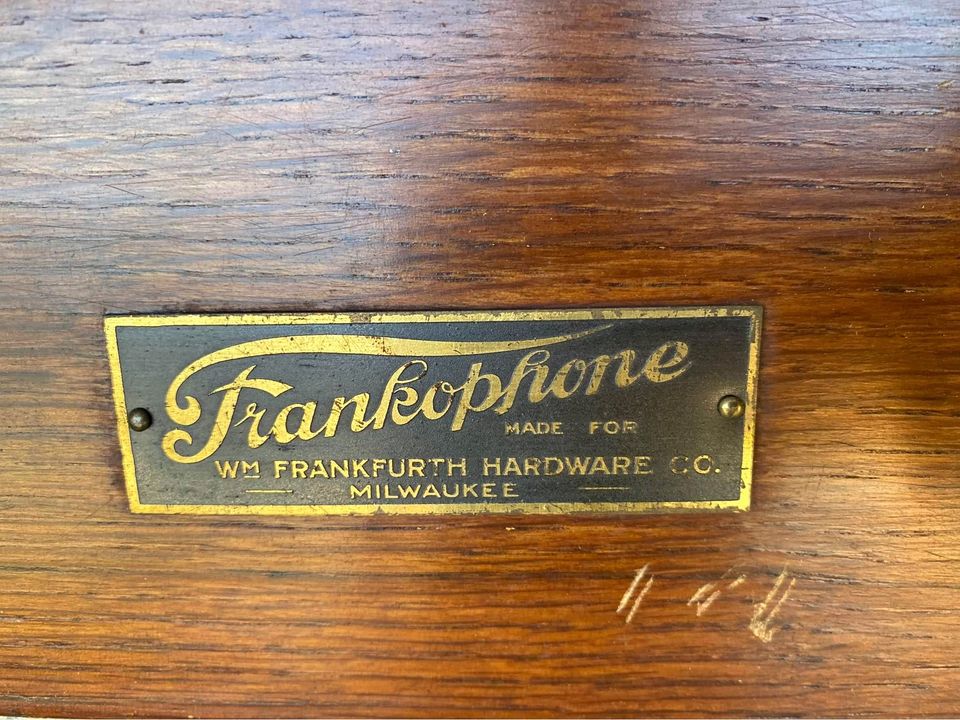 Frankophone
MADE FOR
WM FRANKFURTH HARDWARE CO.
MILWAUKEE